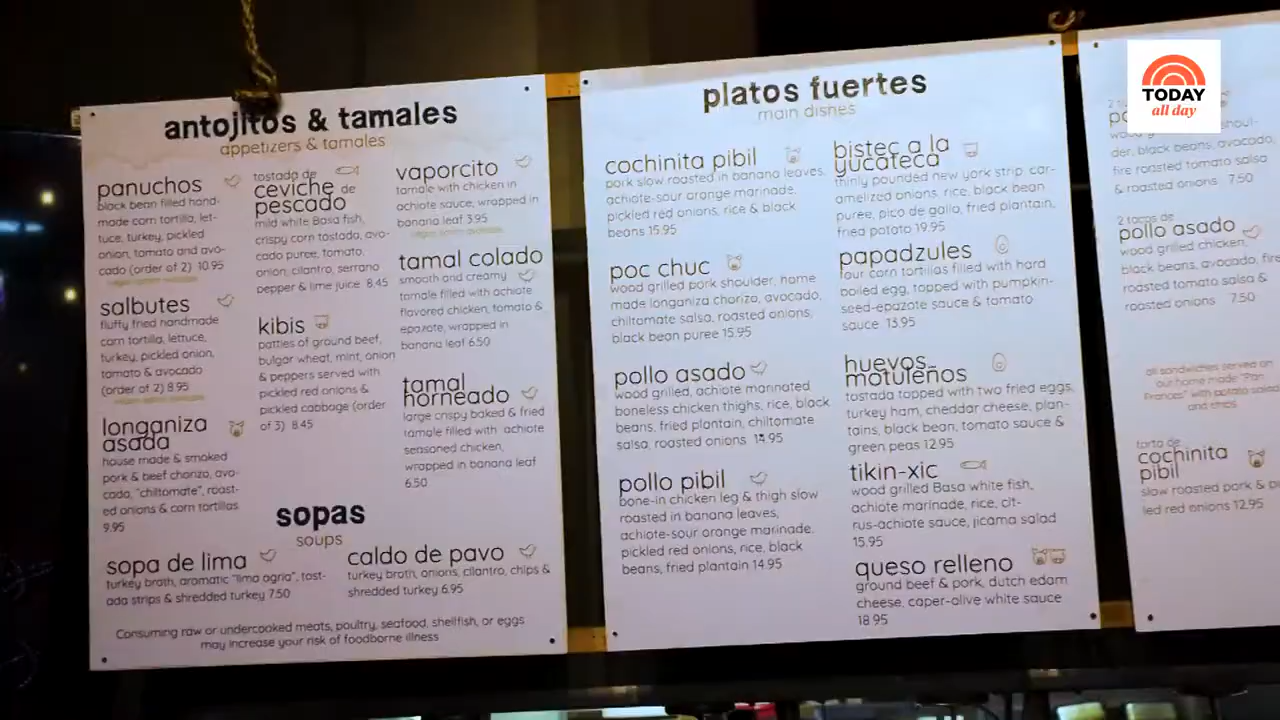 antojitos & tamales
appetizers & tamales
panuchos
black bean filled hand-
made corn tortilla, let-
tuce, turkey, pickled
onion, tomato and avo-
cado (order of 2) 10.95
salbutes
fluffy fried handmade
corn tortilla, lettuce,
turkey, pickled onion,
tomato & avocado
(order of 2) 8.95
longaniza
asada
house made & smoked
pork & beef chorizo, avo-
cado, "chiltomate", roast-
ed onions & corn tortillas
9.95
tostada de
ceviche de
pescado
mild white Basa fish,
crispy corn tostada, avo-
cado puree, tomato,
onion, cilantro, serrano
pepper & lime juice 8.45
kibis
patties of ground beef,
bulgar wheat, mint, onion
& peppers served with
pickled red onions &
pickled cabbage (order
of 3) 8.45
vaporcito
tamale with chicken in
achiote sauce, wrapped in
banana leaf 3.95
tamal colado
smooth and creamy
tamale filled with achiote
flavored chicken, tomato &
epazote, wrapped in
banana leaf 6.50
tamal
horneado
large crispy baked & fried
tamale filled with achiote
seasoned chicken,
wrapped in banana leaf
6.50
sopas
soups
sopa de lima
turkey broth, aromatic "lima agria", tost-
ada strips & shredded turkey 7.50
caldo de pavo
turkey broth, onions, cilantro, chips &
shredded turkey 6.95
Consuming raw or undercooked meats, poultry, seafood, shellfish, or eggs
may increase your risk of foodborne illness
platos fuertes
main dishes
cochinita pibil
pork slow roasted in banana leaves,
achiote-sour orange marinade,
pickled red onions, rice & black
beans 15.95
poc chuc
wood grilled pork shoulder, home
made longaniza chorizo, avocado,
chiltomate salsa, roasted onions,
black bean puree 15.95
pollo asado
wood grilled, achiote marinated
boneless chicken thighs, rice, black
beans, fried plantain, chiltomate
salsa, roasted onions 14.95
pollo pibil
bone-in chicken leg & thigh slow
roasted in banana leaves,
achiote-sour orange marinade,
pickled red onions, rice, black
beans, fried plantain 14.95
bistec a la
yucateca
thinly pounded new york strip, car-
amelized onions, rice, black bean
puree, pico de gallo, fried plantain,
fried potato 19.95
papadzules
four corn tortillas filled with hard
boiled egg, topped with pumpkin-
seed-epazote sauce & tomato
sauce 13.95
huevos
motuleños
tostada topped with two fried eggs,
turkey ham, cheddar cheese, plan-
tains, black bean, tomato sauce &
green peas 12.95
tikin-xic
wood grilled Basa white fish,
achiote marinade, rice, cit-
rus-achiote sauce, jicama salad
15.95
queso relleno
ground beef & pork, dutch edam
cheese, caper-olive white sauce
18.95
TODAY
all day
der, black beans, avocado,
fire roasted tomato salsa
& roasted onions 7.50
2 tacos de
pollo asado
wood grilled chicken,
black beans, avocado, fire
roasted tomato salsa &
roasted onions 7.50
all sandwiches served on
our home made "Pan
Frances" with potato salad
and chips
torta de
cochinita
pibil
slow roasted pork &
led red onions 12.95